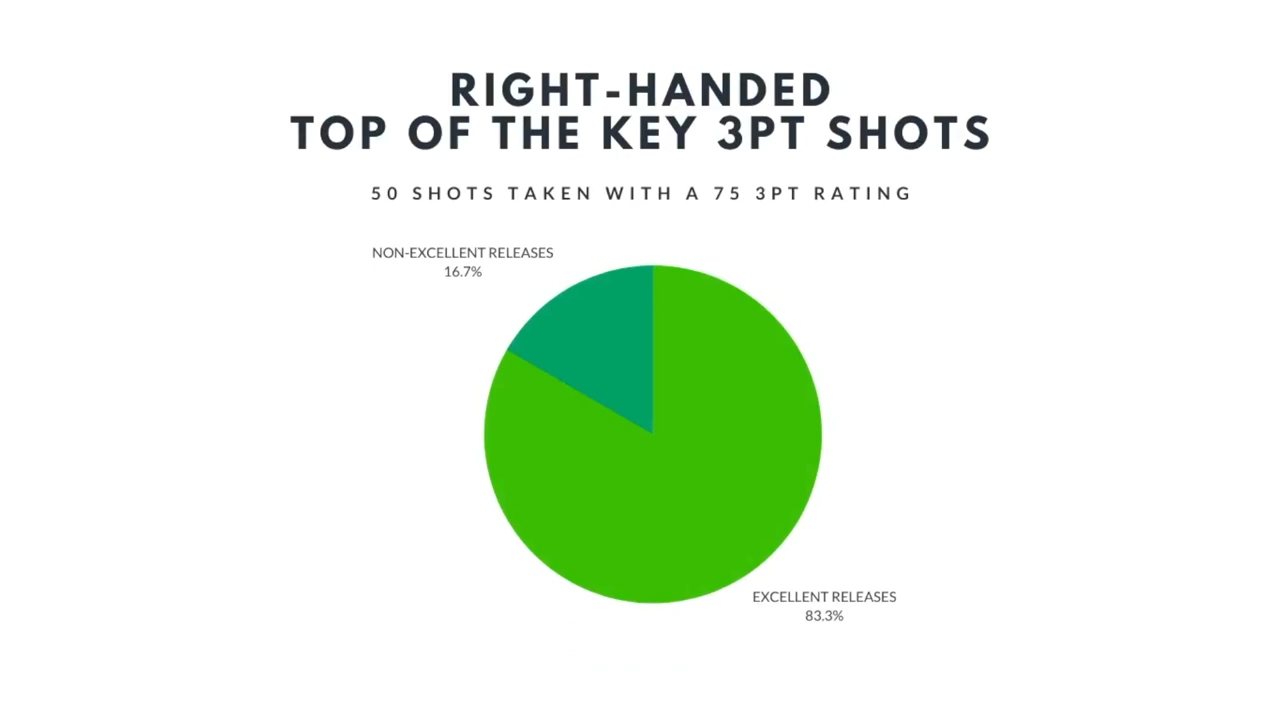 RIGHT-HANDED
TOP OF THE KEY 3PT SHOTS
50 SHOTS TAKEN WITH A 75 3PT RATING
NON-EXCELLENT RELEASES
16.7%
EXCELLENT RELEASES
83.3%